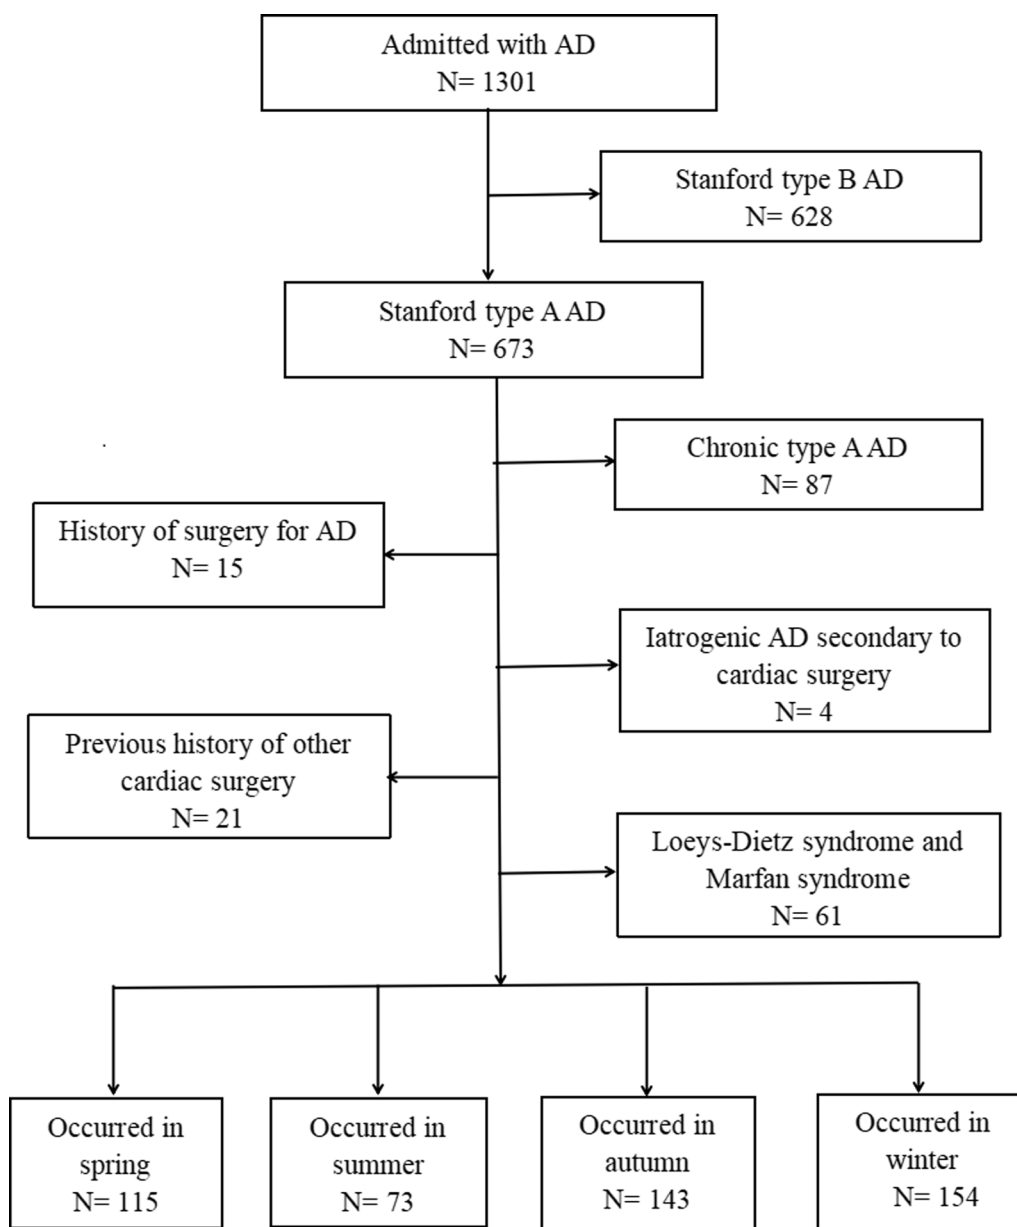 Admitted with AD
N= 1301
Stanford type B AD
N= 628
Stanford type A AD
N= 673
Chronic type A AD
N= 87
History of surgery for AD
N= 15
Iatrogenic AD secondary to
cardiac surgery
N= 4
Previous history of other
cardiac surgery
N= 21
Loeys-Dietz syndrome and
Marfan syndrome
N= 61
Occurred in
spring
N= 115
Occurred in
summer
N= 73
Occurred in
autumn
N= 143
Occurred in
winter
N= 154